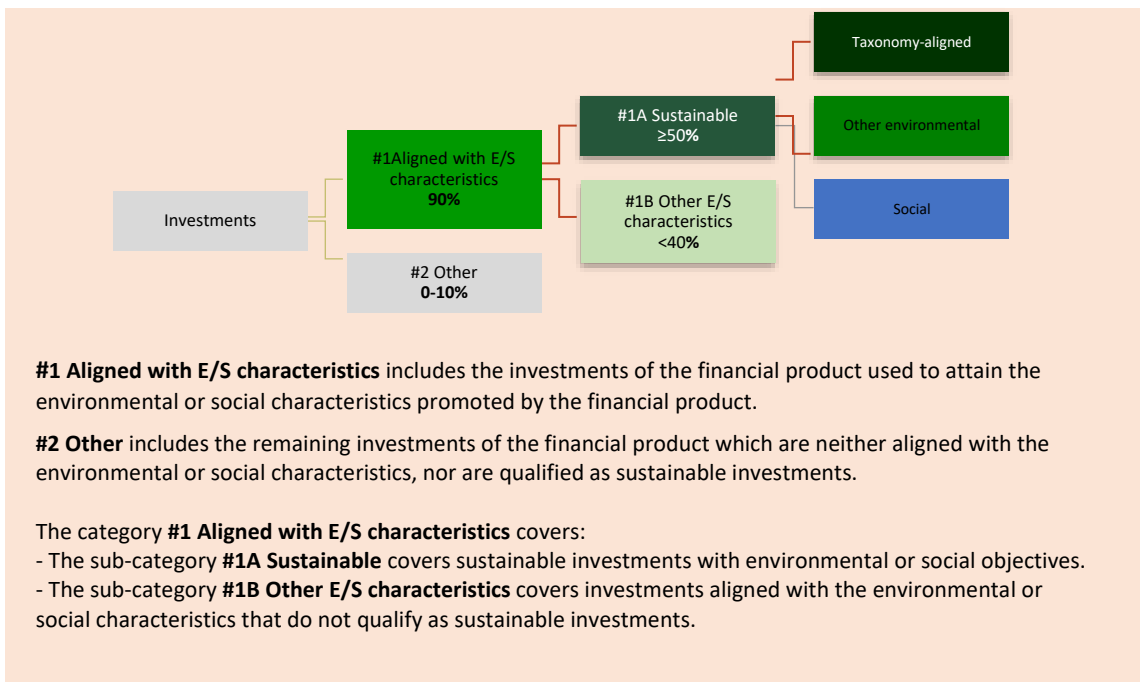 Taxonomy-aligned
#1A Sustainable
≥50%
Other environmental
#1Aligned with E/S
characteristics
90%
#1B Other E/S
characteristics
<40%
Investments
Social
#2 Other
0-10%
#1 Aligned with E/S characteristics includes the investments of the financial product used to attain the
environmental or social characteristics promoted by the financial product.
#2 Other includes the remaining investments of the financial product which are neither aligned with the
environmental or social characteristics, nor are qualified as sustainable investments.
The category #1 Aligned with E/S characteristics covers:
- The sub-category #1A Sustainable covers sustainable investments with environmental or social objectives.
- The sub-category #1B Other E/S characteristics covers investments aligned with the environmental or
social characteristics that do not qualify as sustainable investments.